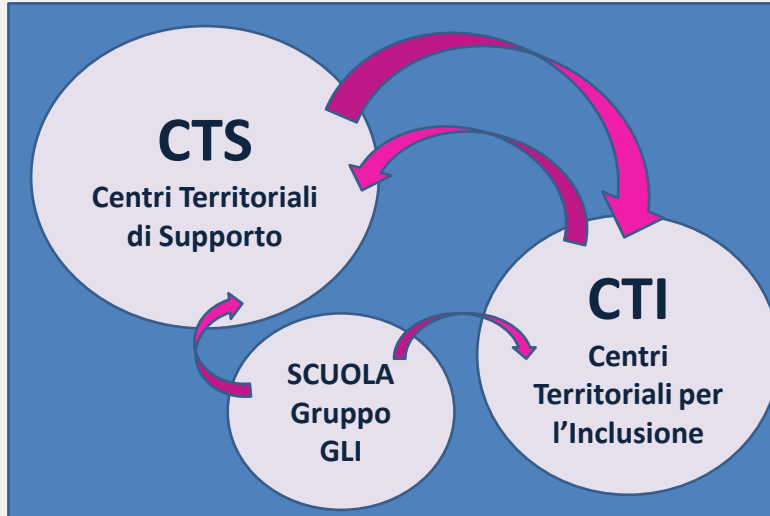 CTS
Centri Territoriali
di Supporto
CTI
Centri
Territoriali per
l’Inclusione
SCUOLA
Gruppo
GLI